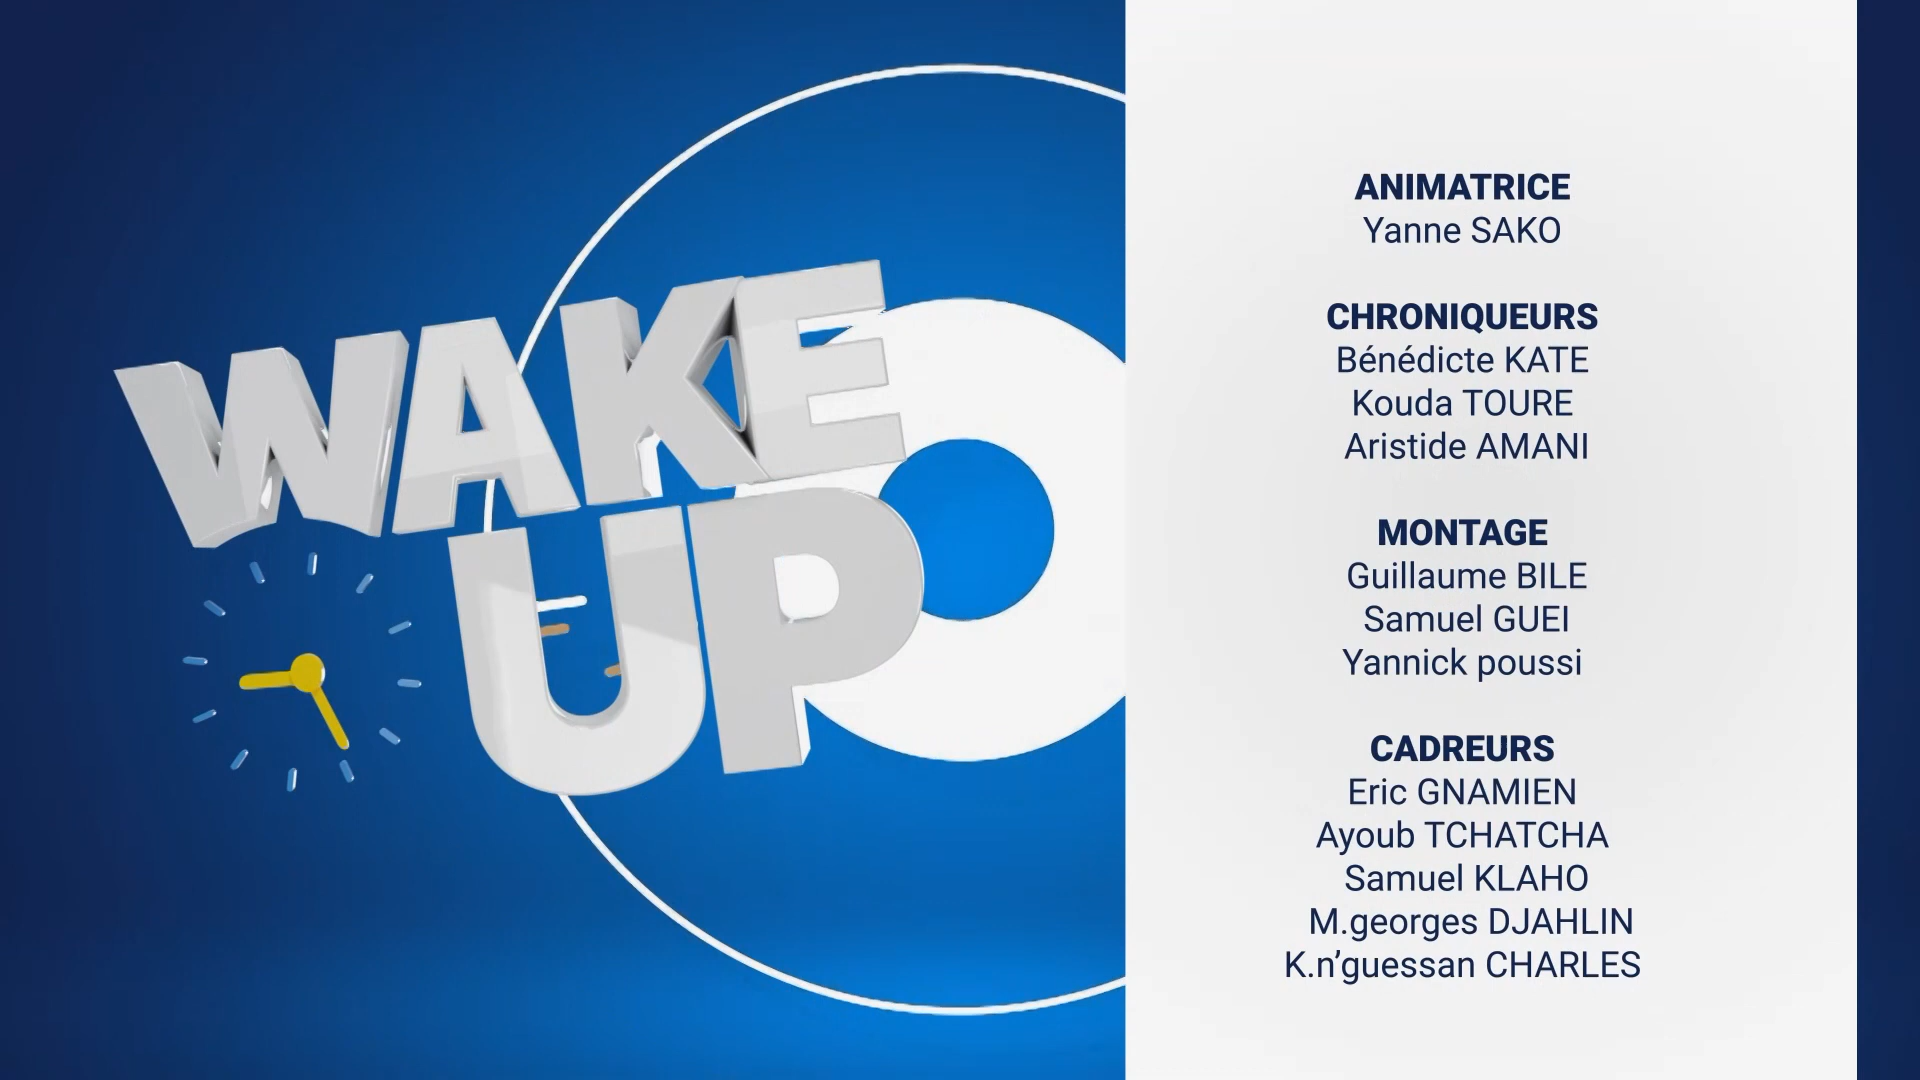 WAKE
UP
ANIMATRICE
Yanne SAKO
CHRONIQUEURS
Bénédicte KATE
Kouda TOURE
Aristide AMANI
MONTAGE
Guillaume BILE
Samuel GUEI
Yannick poussi
CADREURS
Eric GNAMIEN
Ayoub TCHATCHA
Samuel KLAHO
M.georges DJAHLIN
K.n’guessan CHARLES